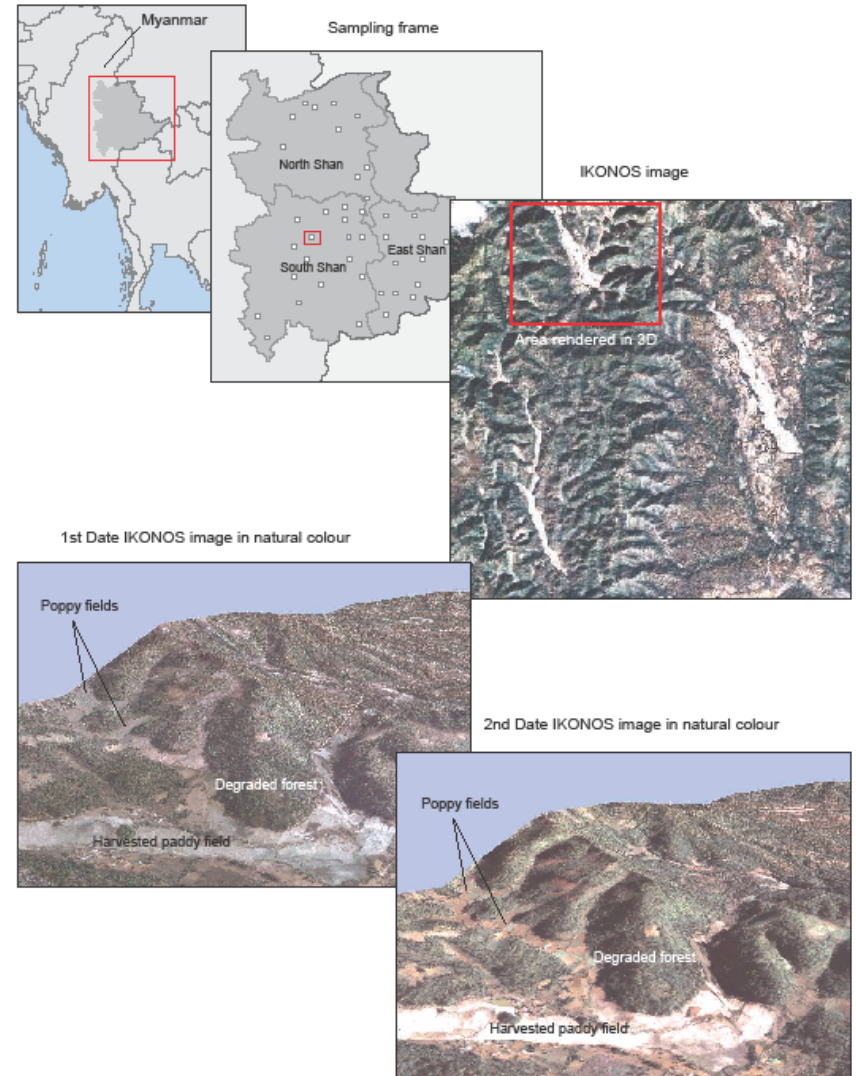 Myanmar
Sampling frame
North Shan
South Shan
East Shan
IKONOS image
Area rendered in 3D
1st Date IKONOS image in natural colour
Poppy fields
Degraded forest
Harvested paddy field
2nd Date IKONOS image in natural colour
Poppy fields
Degraded forest
Harvested paddy field